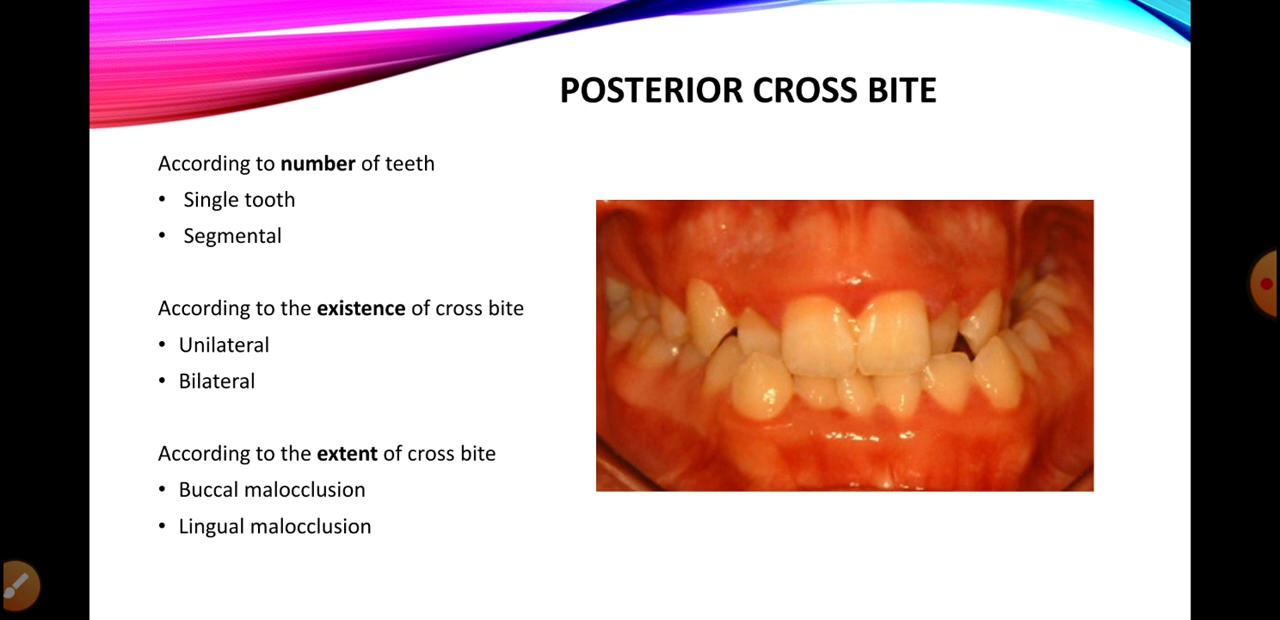 POSTERIOR CROSS BITE
According to number of teeth
• Single tooth
• Segmental
According to the existence of cross bite
• Unilateral
• Bilateral
According to the extent of cross bite
• Buccal malocclusion
• Lingual malocclusion